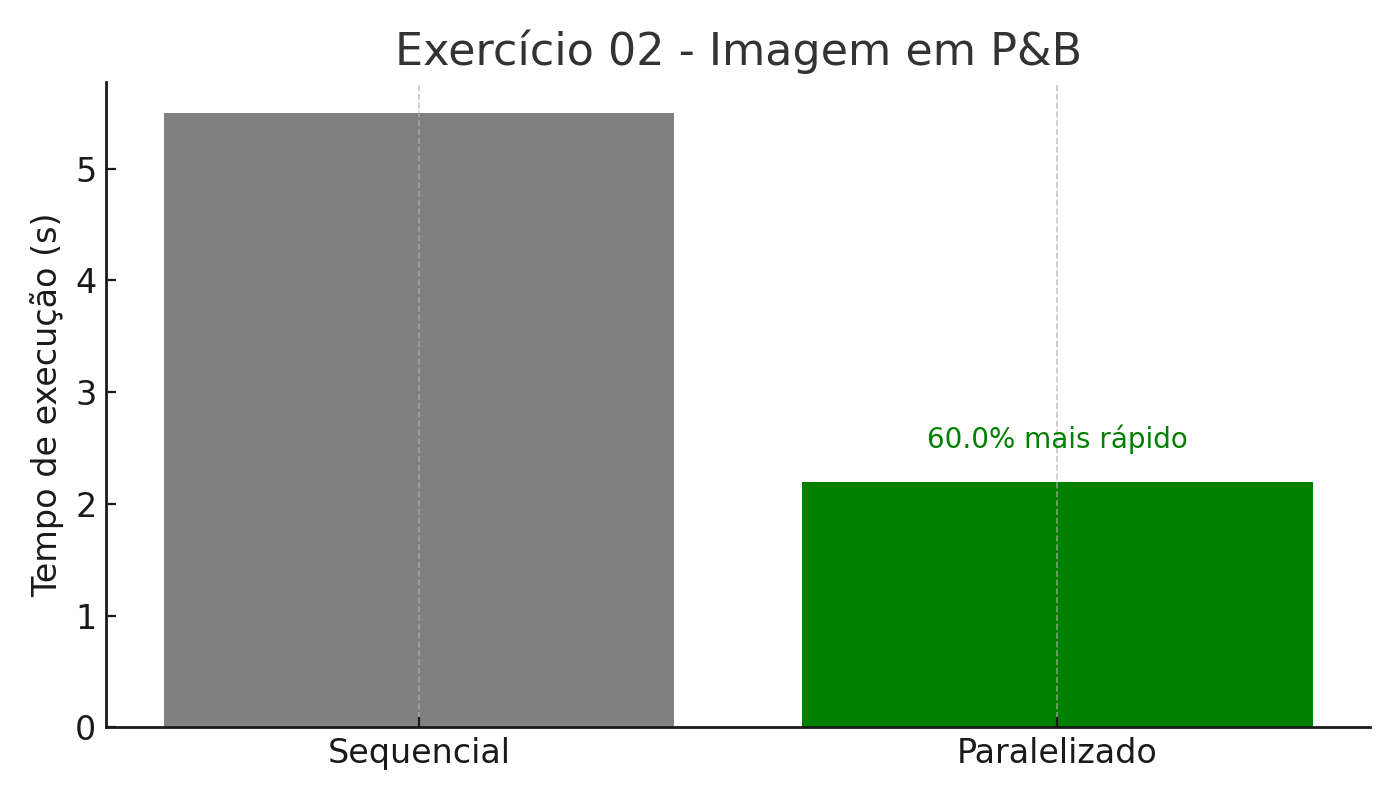 Exercício 02 - Imagem em P&B
Tempo de execução (s)
5
4
3
2
1
0
60.0% mais rápido
Sequencial
Paralelizado